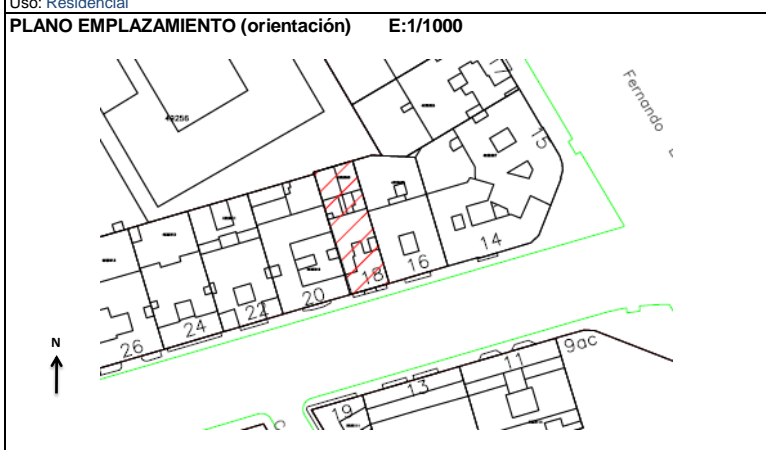 Uso: Residencial
PLANO EMPLAZAMIENTO (orientación) E:1/1000
Fernando
49256
15
14
16
18
20
22
24
26
N
9ac
11
13
19